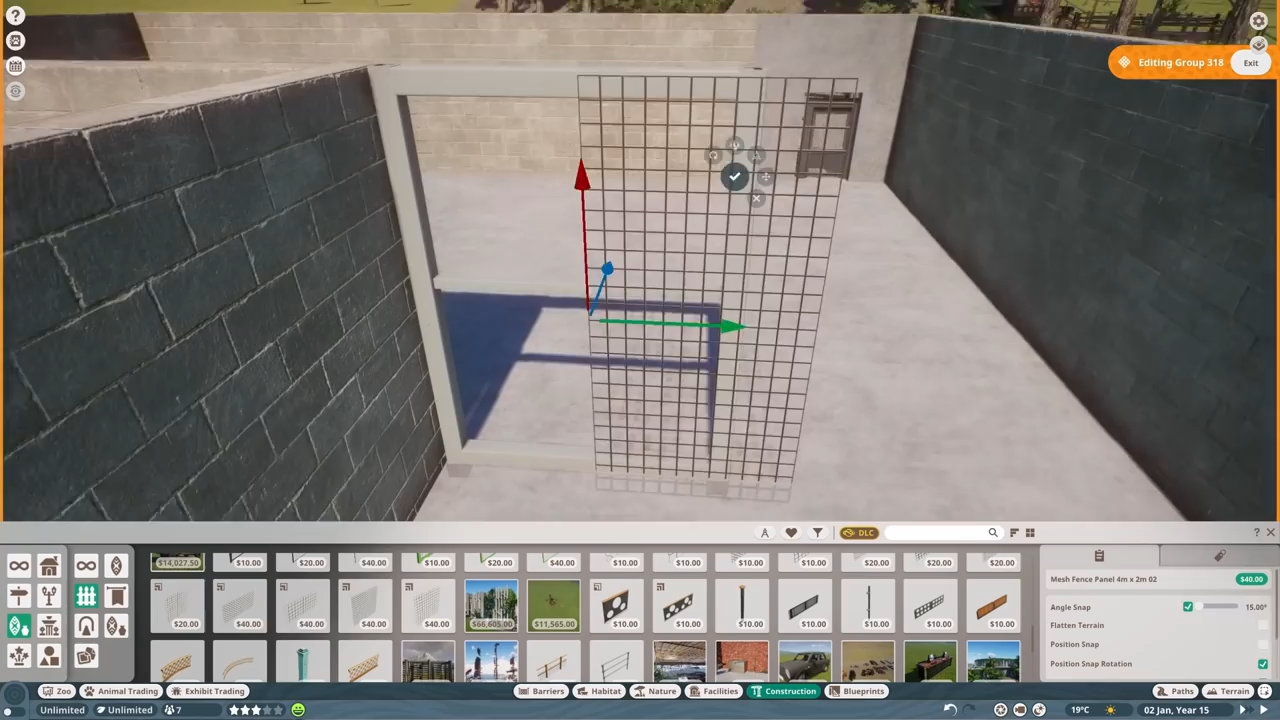 Editing Group 318
Exit
DLC
$14,027.50 $10.00 $20.00 $40.00 $10.00 $20.00 $40.00 $10.00 $10.00 $10.00 $10.00 $20.00 $20.00 $20.00
$20.00 $40.00 $40.00 $40.00 $40.00 $66,605.00 $11,565.00 $10.00 $10.00 $10.00 $10.00 $10.00 $10.00 $10.00
Mesh Fence Panel 4m x 2m 02 $40.00
Angle Snap 15.00°
Flatten Terrain
Position Snap
Position Snap Rotation
Zoo Animal Trading Exhibit Trading Barriers Habitat Nature Facilities Construction Blueprints Paths Terrain
Unlimited Unlimited 7 19°C 02 Jan, Year 15